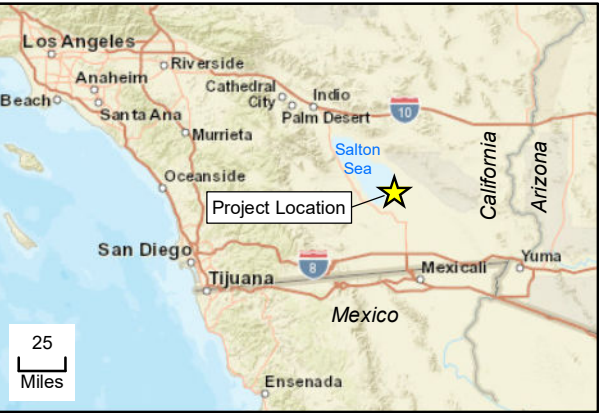 Los Angeles
Riverside
Anaheim
Cathedral
City
Indio
Beach
Santa Ana
Palm Desert
10
Murrieta
Salton
Sea
California
Arizona
Oceanside
Project Location
San Diego
8
Yuma
Tijuana
Mexicali
Mexico
25
Miles
Ensenada